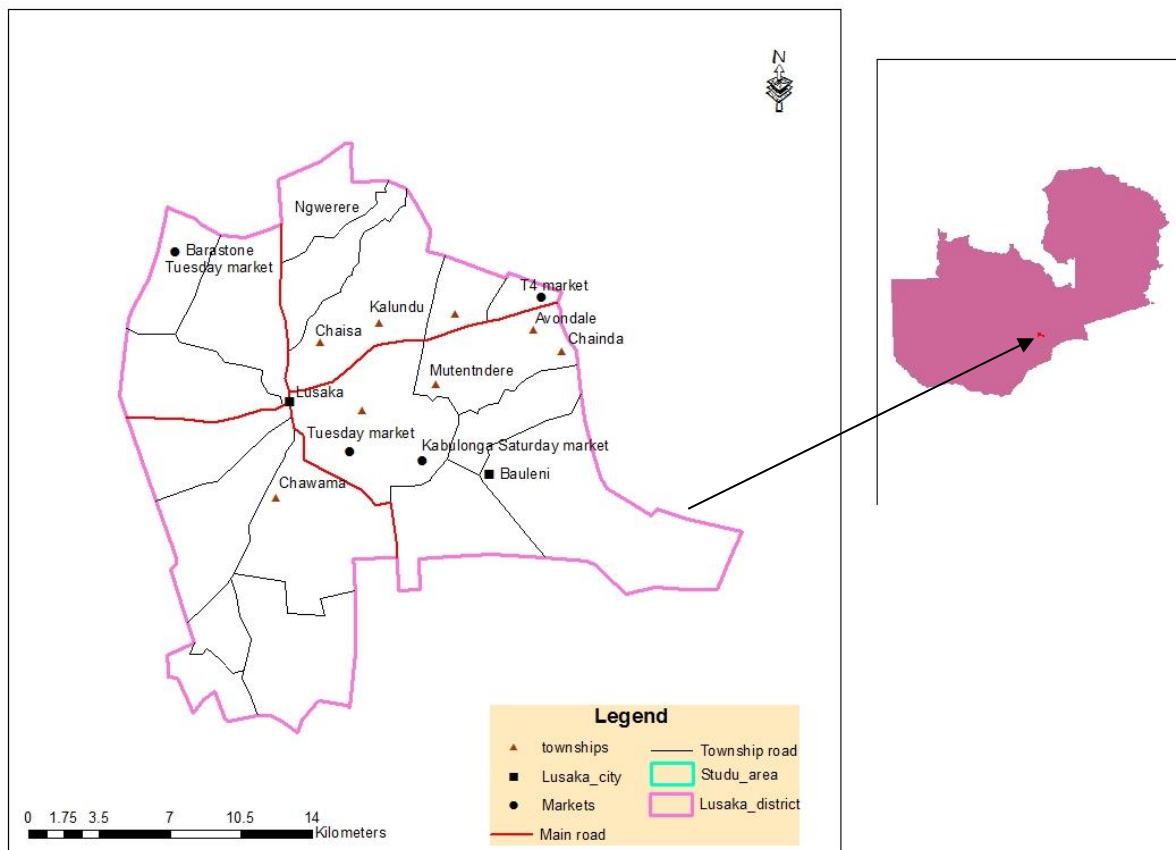 N
Ngwerere
Barastone
Tuesday market
T4 market
Kalundu
Avondale
Chaisa
Chainda
Mutentndere
Lusaka
Tuesday market
Kabulonga Saturday market
Bauleni
Chawama
Legend
townships
Township road
Lusaka_city
Studu_area
Markets
Lusaka_district
Main road
0 1.75 3.5 7 10.5 14
Kilometers